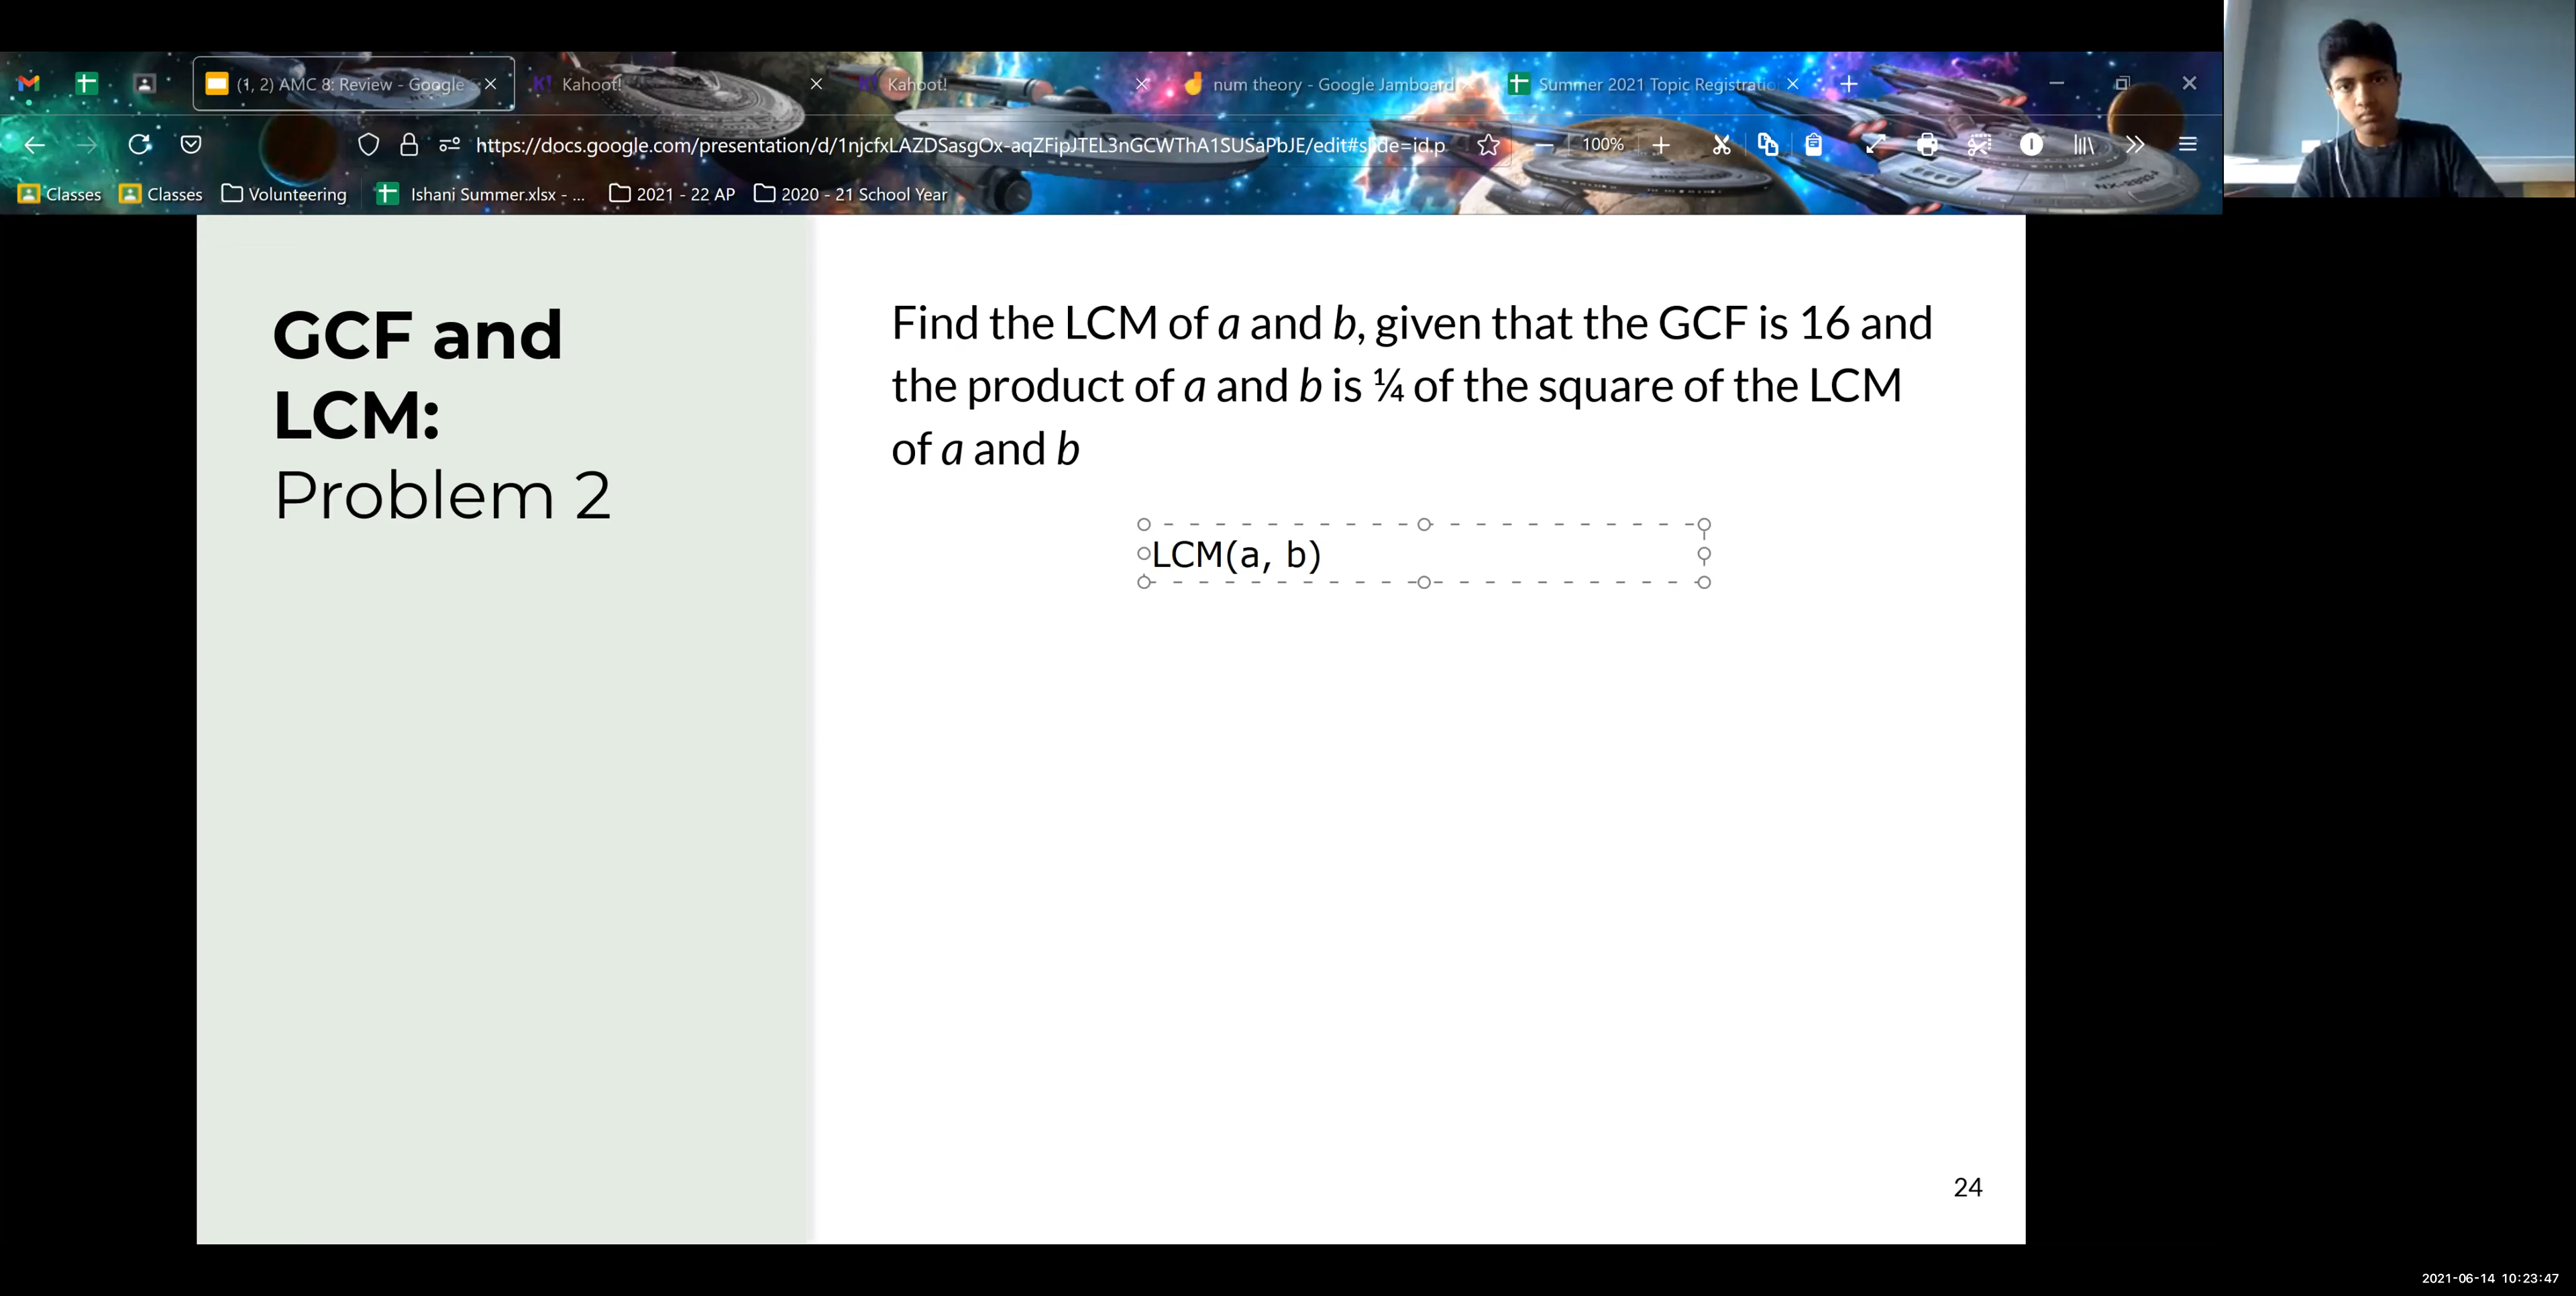 (1, 2) AMC 8: Review - Google
Kahoot!
Kahoot!
num theory - Google Jamboard
Summer 2021 Topic Registratio
https://docs.google.com/presentation/d/1njcfxLAZDSasgOx-aqZFipJTEL3nGCWThA1SUSaPbJE/edit#slide=id.p
100%
Classes
Classes
Volunteering
Ishani Summer.xlsx - ...
2021 - 22 AP
2020 - 21 School Year
GCF and
LCM:
Problem 2
Find the LCM of a and b, given that the GCF is 16 and
the product of a and b is ¼ of the square of the LCM
of a and b
LCM(a, b)
24
2021-06-14 10:23:47